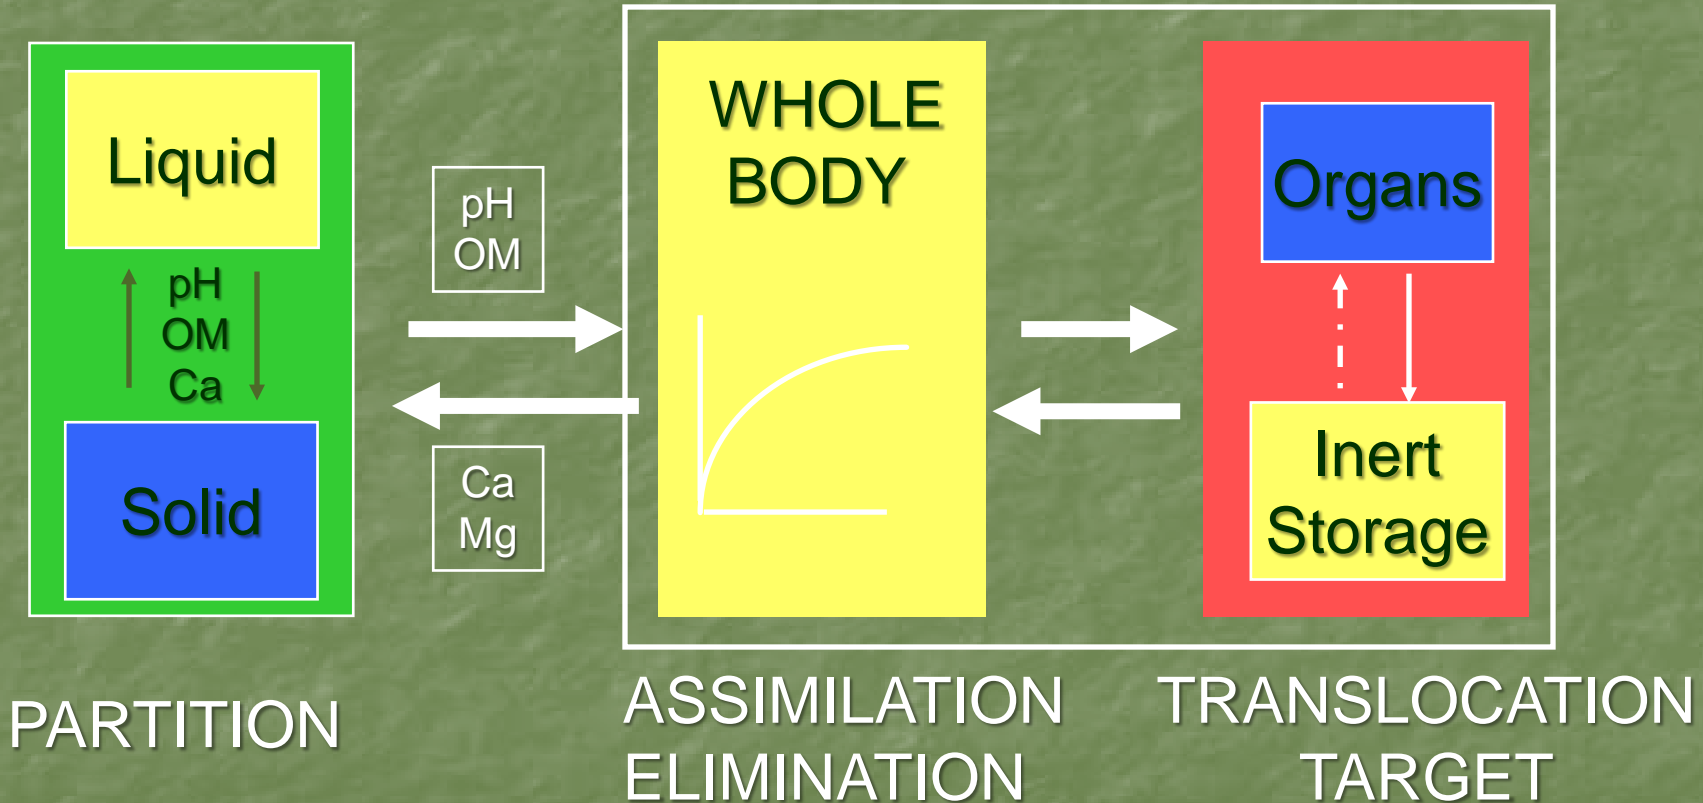 Liquid
pH
OM
Ca
Solid
PARTITION
pH
OM
Ca
Mg
WHOLE
BODY
ASSIMILATION
ELIMINATION
Organs
Inert
Storage
TRANSLOCATION
TARGET